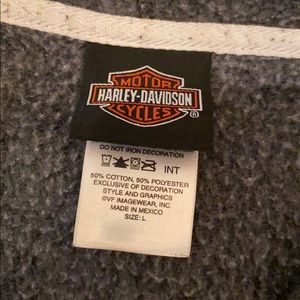 MOTOR
HARLEY-DAVIDSON
CYCLES
®
DO NOT IRON DECORATION
INT
50% COTTON, 50% POLYESTER
EXCLUSIVE OF DECORATION
STYLE AND GRAPHICS
©VF IMAGEWEAR, INC.
MADE IN MEXICO
SIZE: L